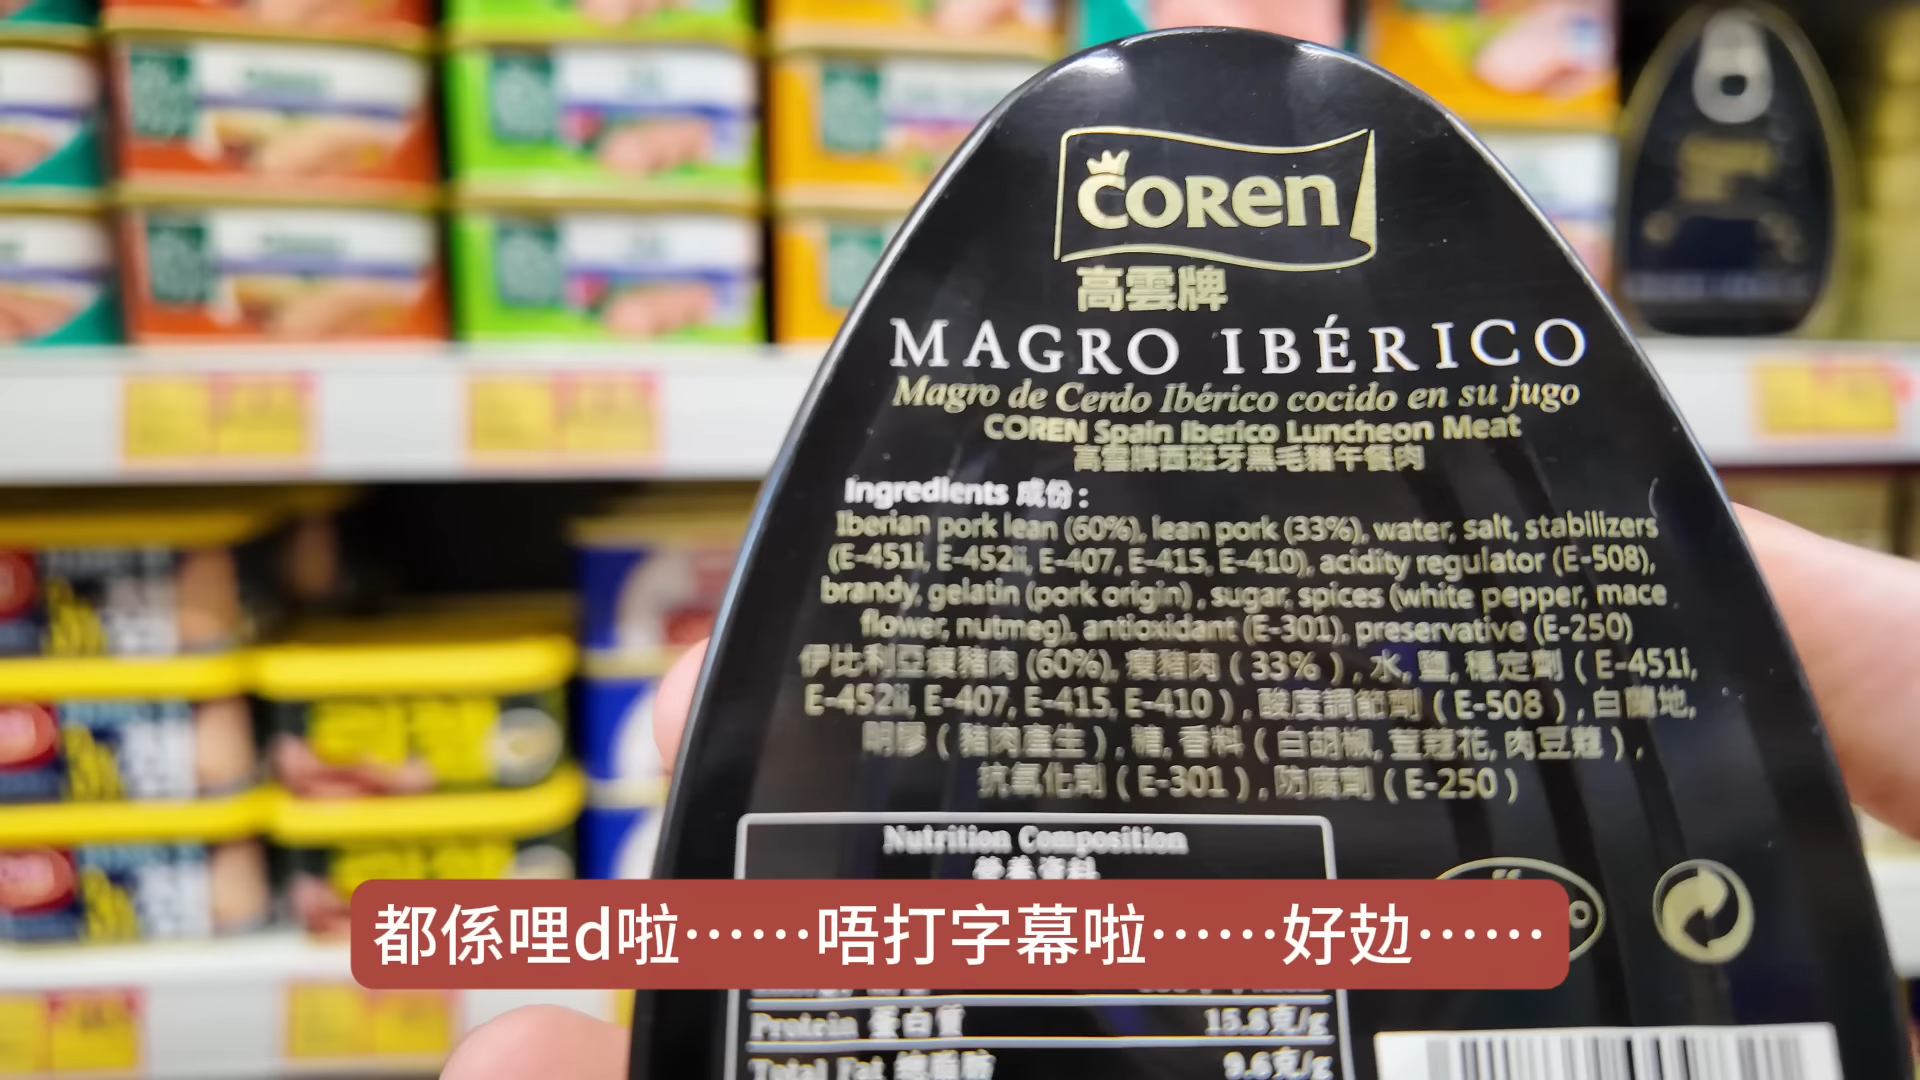 COREN
高雲牌
MAGRO IBÉRICO
Magro de Cerdo Ibérico cocido en su jugo
COREN Spain Iberico Luncheon Meat
高雲牌西班牙黑毛豬午餐肉
Ingredients 成份 :
Iberian pork lean (60%), lean pork (33%), water, salt, stabilizers
(E-451i, E-452ii, E-407, E-415, E-410), acidity regulator (E-508),
brandy, gelatin (pork origin) , sugar, spices (white pepper, mace
flower, nutmeg), antioxidant (E-301), preservative (E-250)
伊比利亞瘦豬肉 (60%), 瘦豬肉 ( 33% ) , 水, 鹽, 穩定劑 ( E-451i,
E-452ii, E-407, E-415, E-410 ) , 酸度調節劑 ( E-508 ) , 白蘭地,
明膠 ( 豬肉產生 ) , 糖, 香料 ( 白胡椒, 荳蔻花, 肉豆蔻 ) ,
抗氧化劑 ( E-301 ) , 防腐劑 ( E-250 )
Nutrition Composition
營養資料
都係哩d啦……唔打字幕啦……好攰……
Protein 蛋白質 15.8克/g
Total Fat 總脂肪 9.6克/g